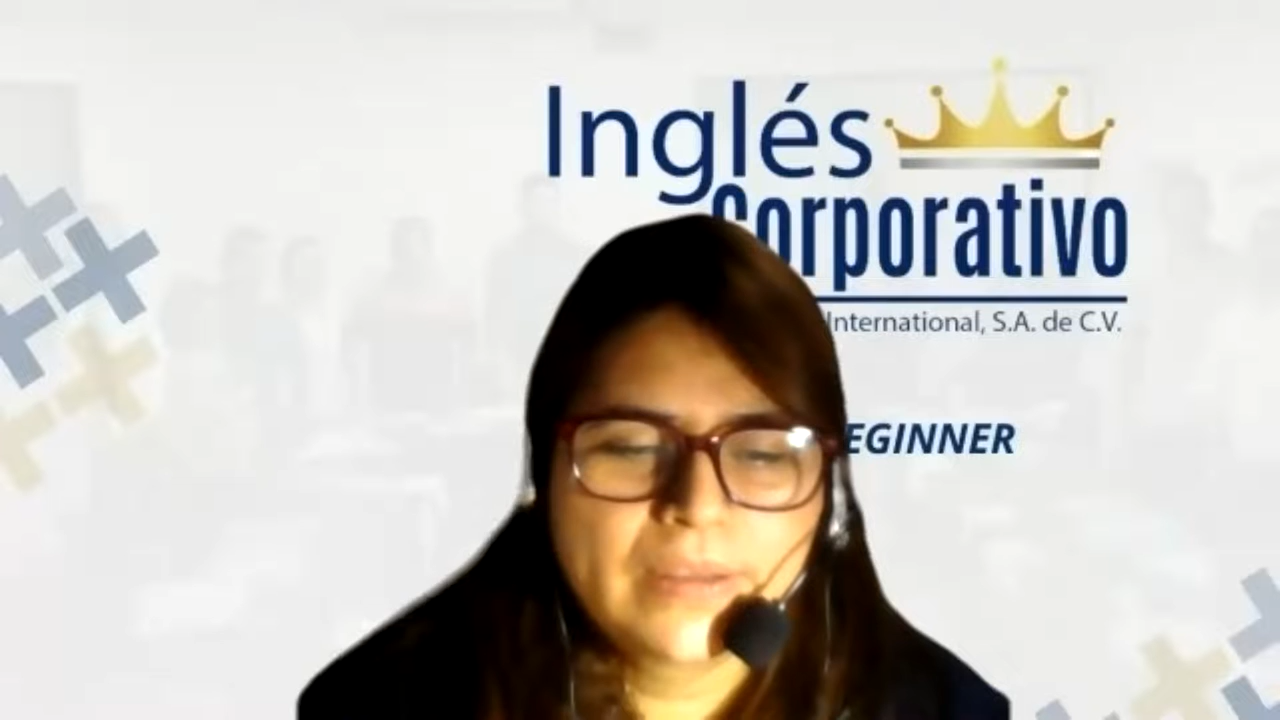 Inglés
Corporativo
International, S.A. de C.V.
EGINNER